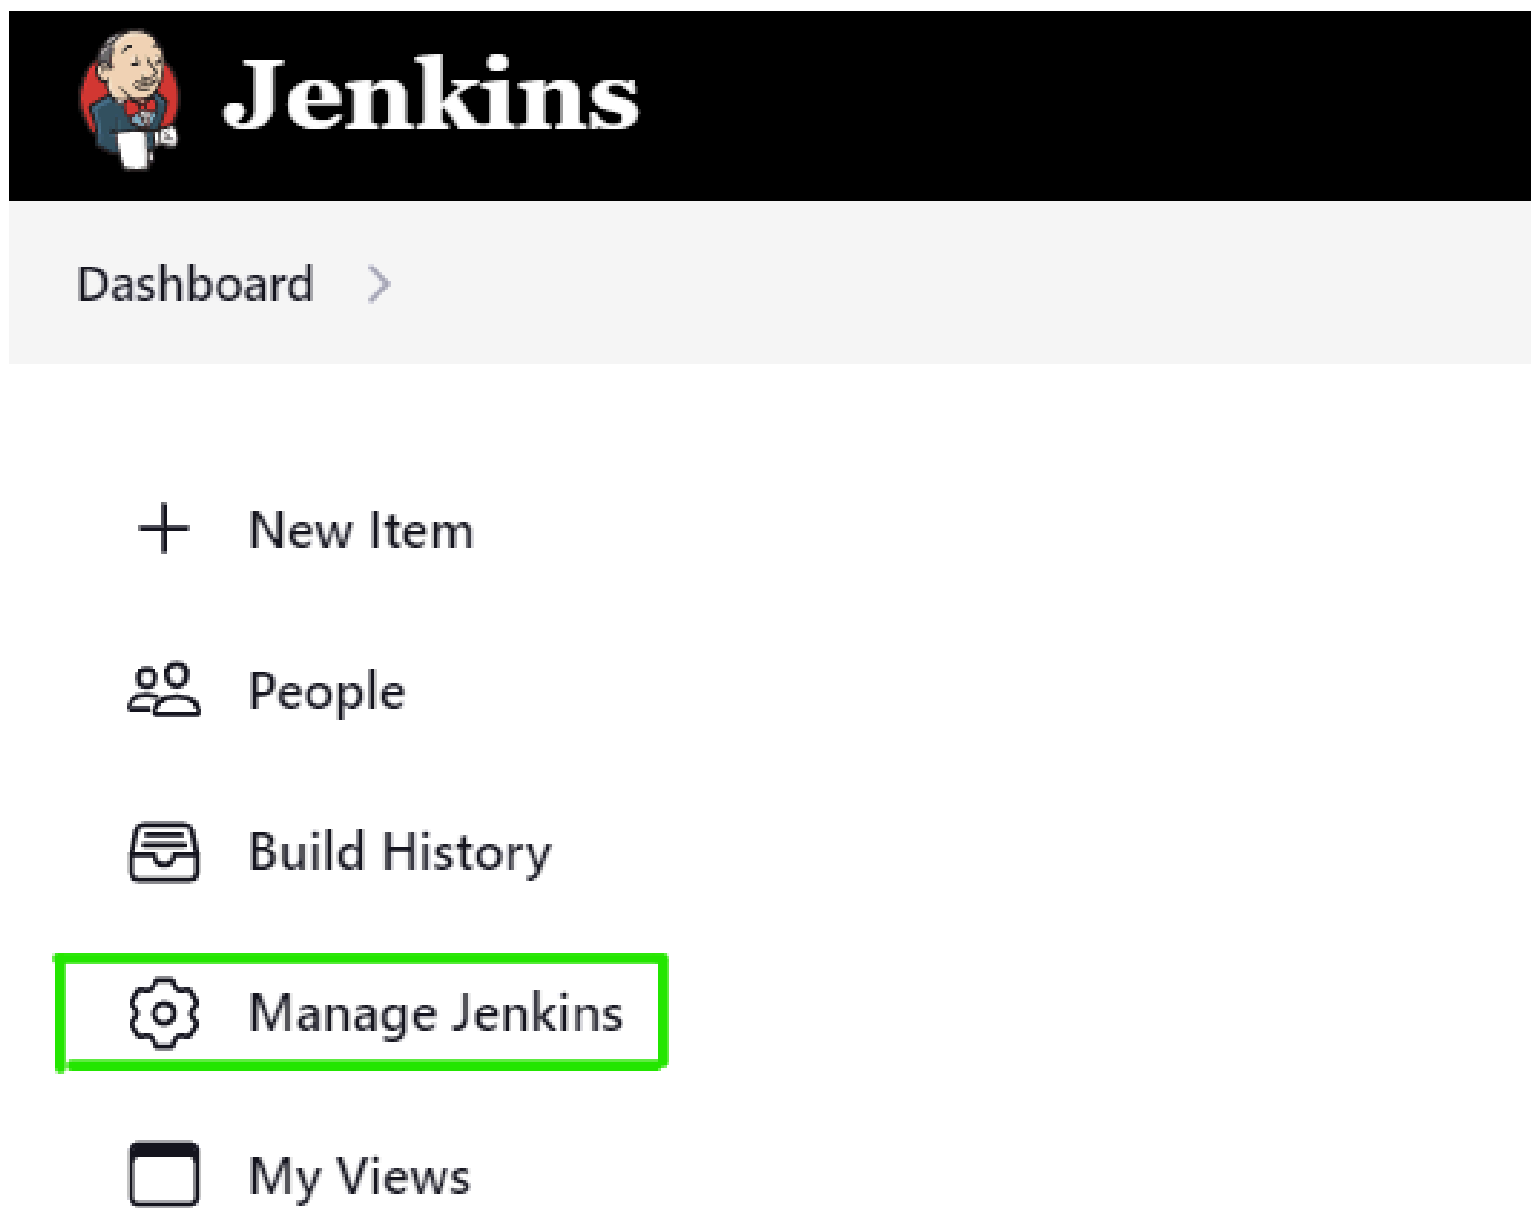 Jenkins
Dashboard
New Item
People
Build History
Manage Jenkins
My Views